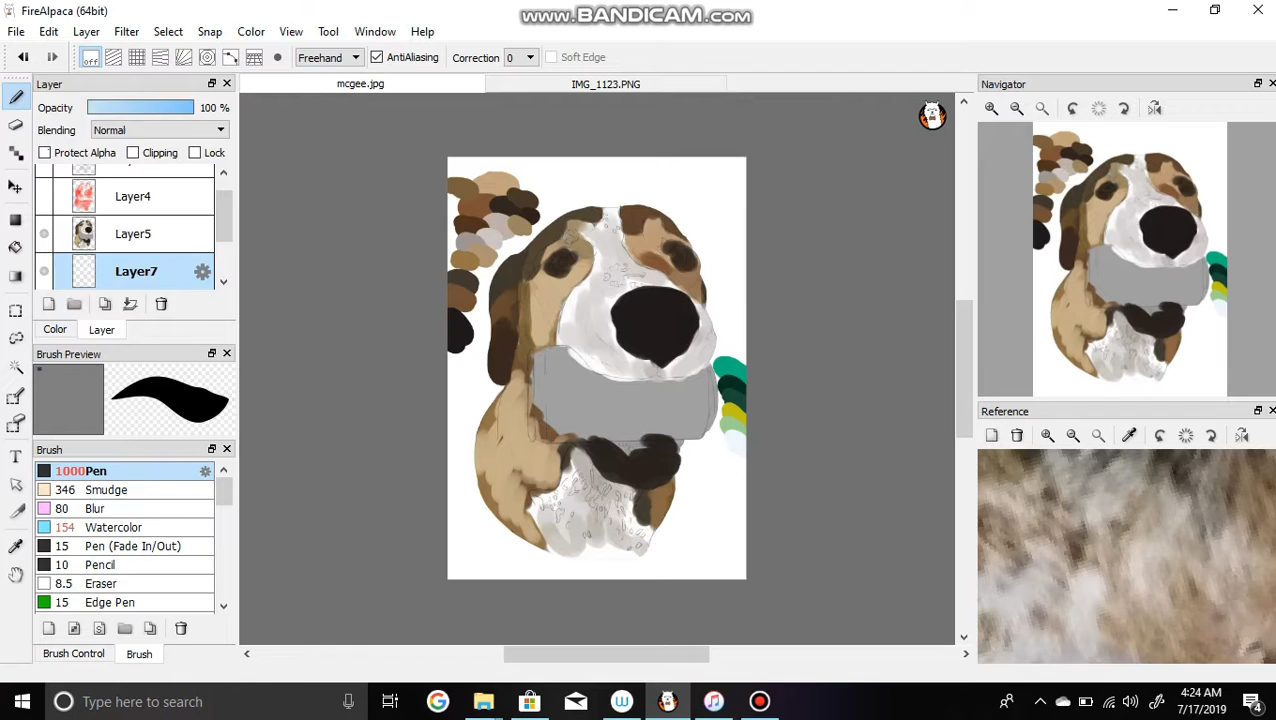 FireAlpaca (64bit)
www.BANDICAM.com
File Edit Layer Filter Select Snap Color View Tool Window Help
off Freehand AntiAliasing Correction 0 Soft Edge
Layer mcgee.jpg IMG_1123.PNG Navigator
Opacity 100 %
Blending Normal
Protect Alpha Clipping Lock
Layer4
Layer5
Layer7
Color Layer
Brush Preview
*
Reference
Brush
1000 Pen
346 Smudge
80 Blur
154 Watercolor
15 Pen (Fade In/Out)
10 Pencil
8.5 Eraser
15 Edge Pen
Brush Control Brush
Type here to search
4:24 AM
7/17/2019
4